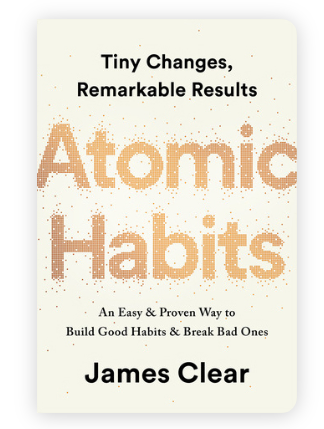 Tiny Changes,
Remarkable Results
Atomic
Habits
An Easy & Proven Way to
Build Good Habits & Break Bad Ones
James Clear